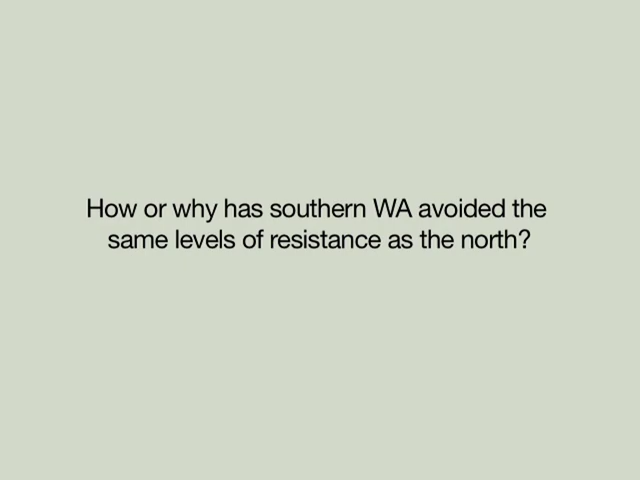 How or why has southern WA avoided the
same levels of resistance as the north?